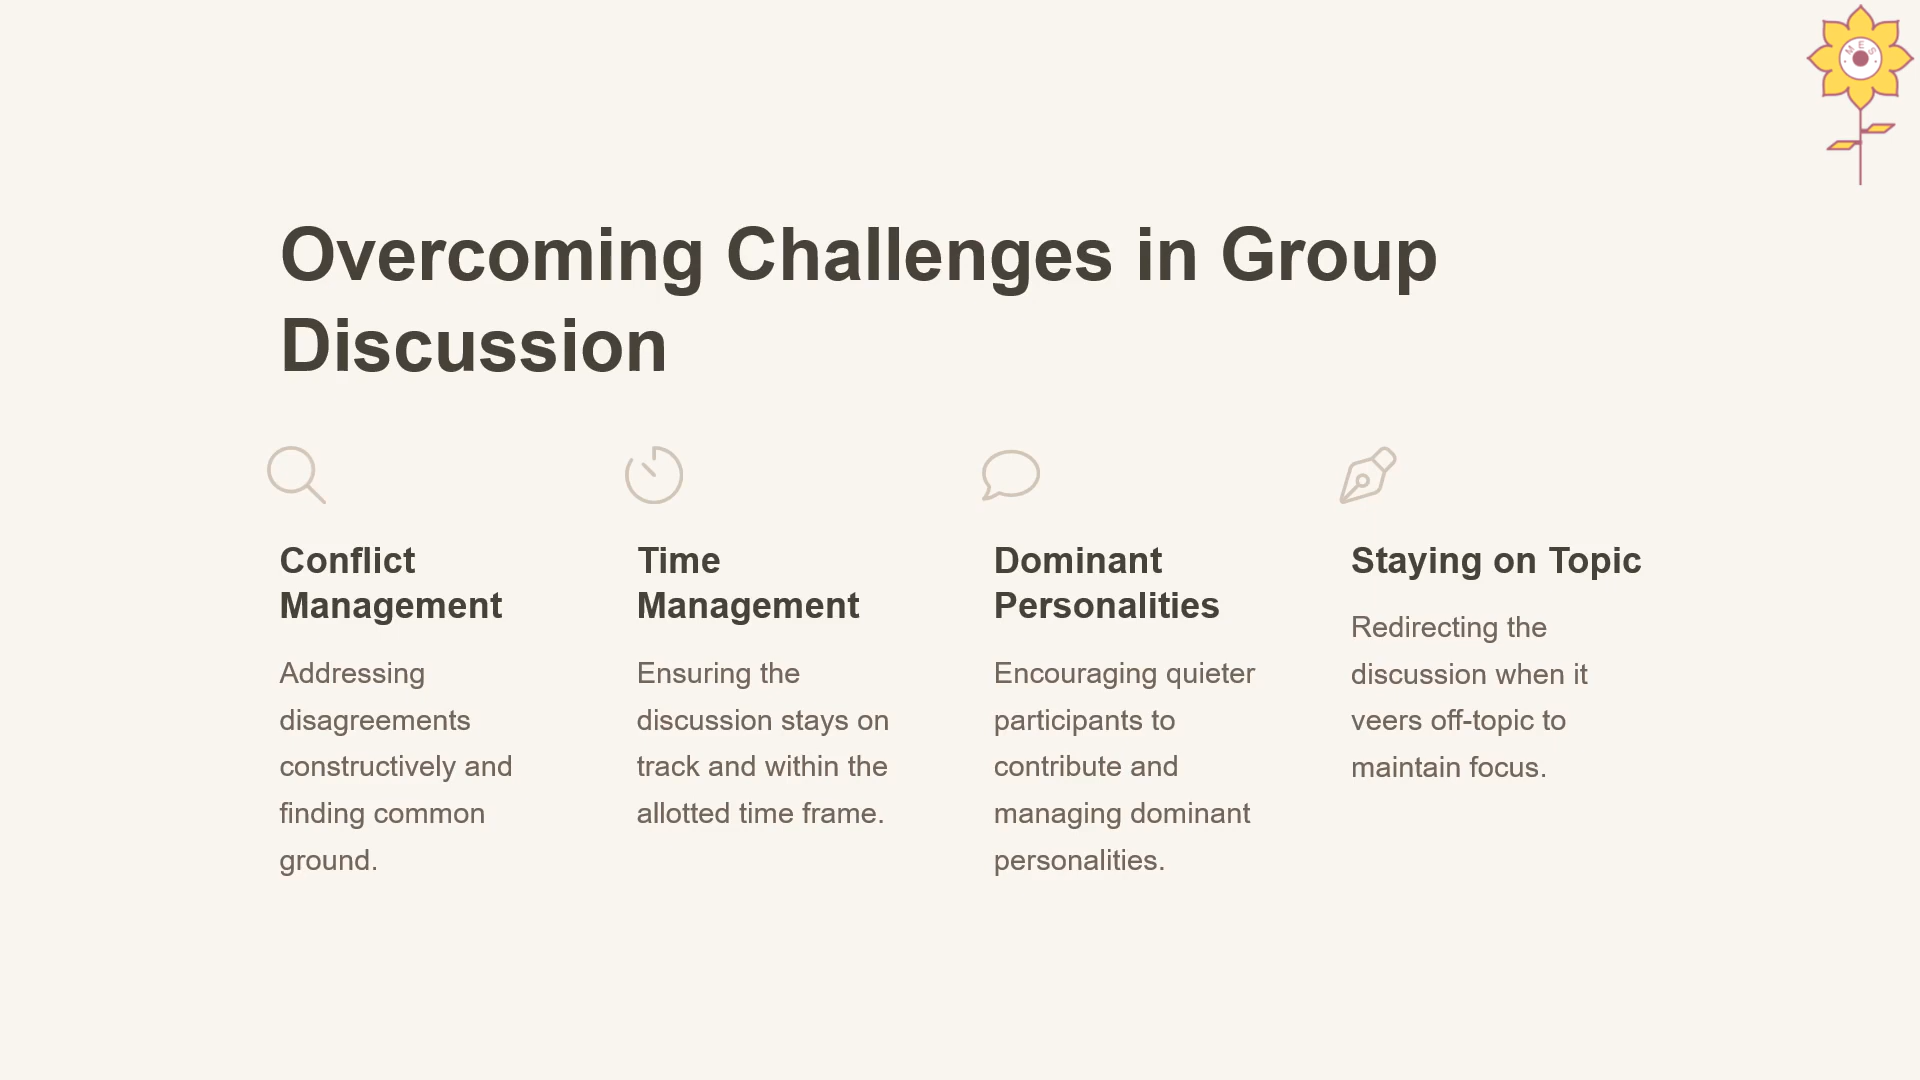 MES
Overcoming Challenges in Group
Discussion
Conflict
Management
Addressing
disagreements
constructively and
finding common
ground.
Time
Management
Ensuring the
discussion stays on
track and within the
allotted time frame.
Dominant
Personalities
Encouraging quieter
participants to
contribute and
managing dominant
personalities.
Staying on Topic
Redirecting the
discussion when it
veers off-topic to
maintain focus.